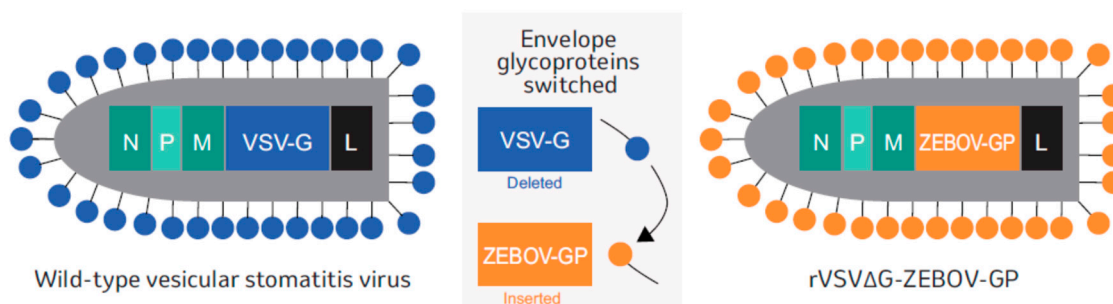 N P M VSV-G L
Wild-type vesicular stomatitis virus
Envelope
glycoproteins
switched
VSV-G
Deleted
ZEBOV-GP
Inserted
N P M ZEBOV-GP L
rVSVΔG-ZEBOV-GP